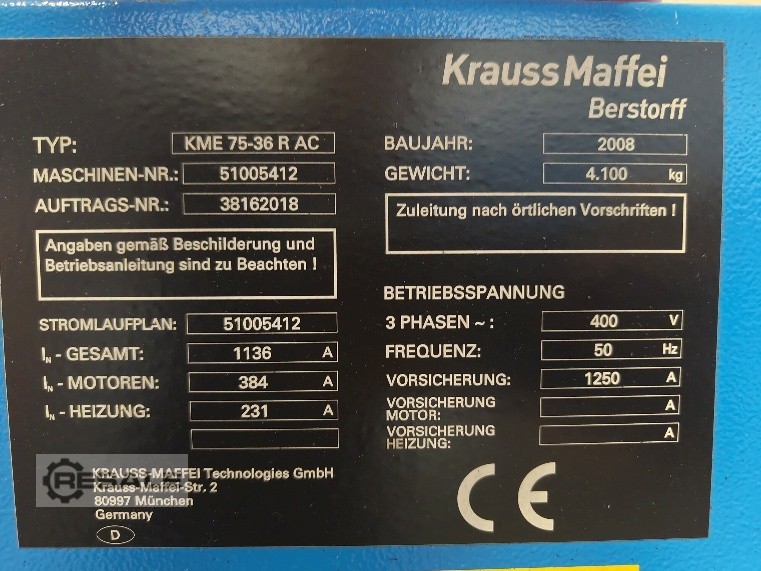 KraussMaffei
Berstorff
TYP: KME 75-36 R AC
MASCHINEN-NR.: 51005412
AUFTRAGS-NR.: 38162018
BAUJAHR: 2008
GEWICHT: 4.100 kg
Angaben gemäß Beschilderung und
Betriebsanleitung sind zu Beachten !
Zuleitung nach örtlichen Vorschriften !
STROMLAUFPLAN: 51005412
IN - GESAMT: 1136 A
IN - MOTOREN: 384 A
IN - HEIZUNG: 231 A
BETRIEBSSPANNUNG
3 PHASEN ~ : 400 V
FREQUENZ: 50 Hz
VORSICHERUNG: 1250 A
VORSICHERUNG
MOTOR: A
VORSICHERUNG
HEIZUNG: A
KRAUSS-MAFFEI Technologies GmbH
Krauss-Maffei-Str. 2
80997 München
Germany
D
CE